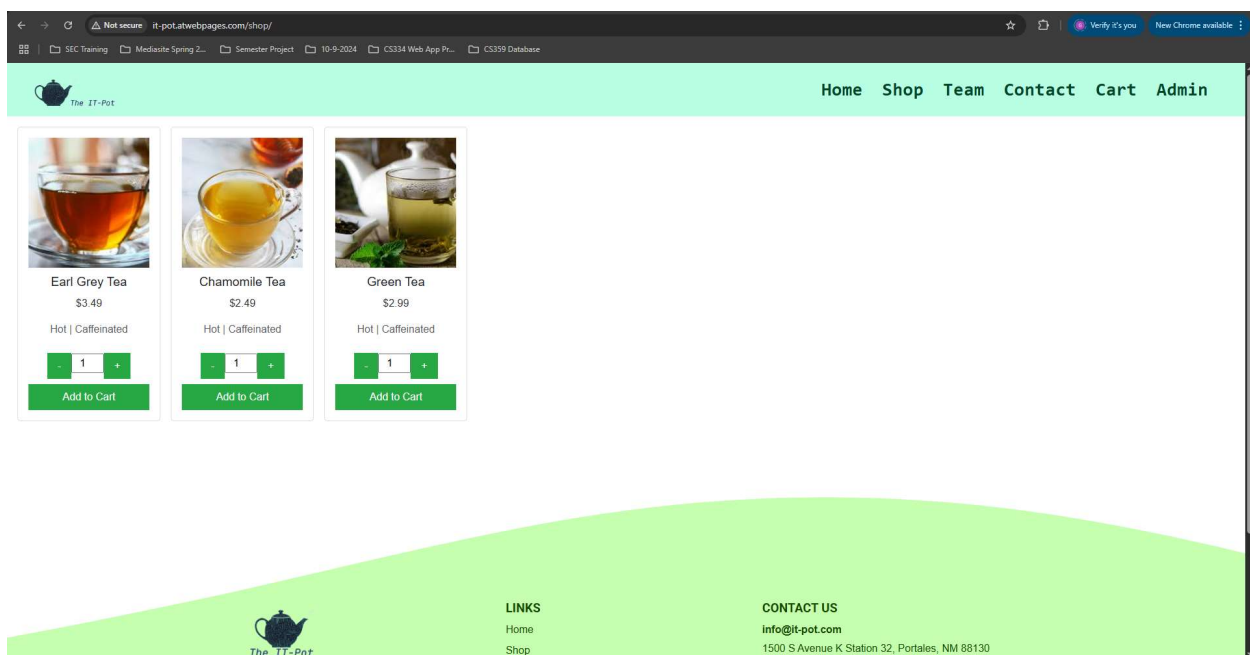 Not secure it-pot.atwebpages.com/shop/ Verify it's you New Chrome available
SEC Training Mediasite Spring 2... Semester Project 10-9-2024 CS334 Web App Pr... CS359 Database
The IT-Pot
Home Shop Team Contact Cart Admin
Earl Grey Tea
$3.49
Hot | Caffeinated
- 1 +
Add to Cart
Chamomile Tea
$2.49
Hot | Caffeinated
- 1 +
Add to Cart
Green Tea
$2.99
Hot | Caffeinated
- 1 +
Add to Cart
The IT-Pot
LINKS
Home
Shop
CONTACT US
info@it-pot.com
1500 S Avenue K Station 32, Portales, NM 88130